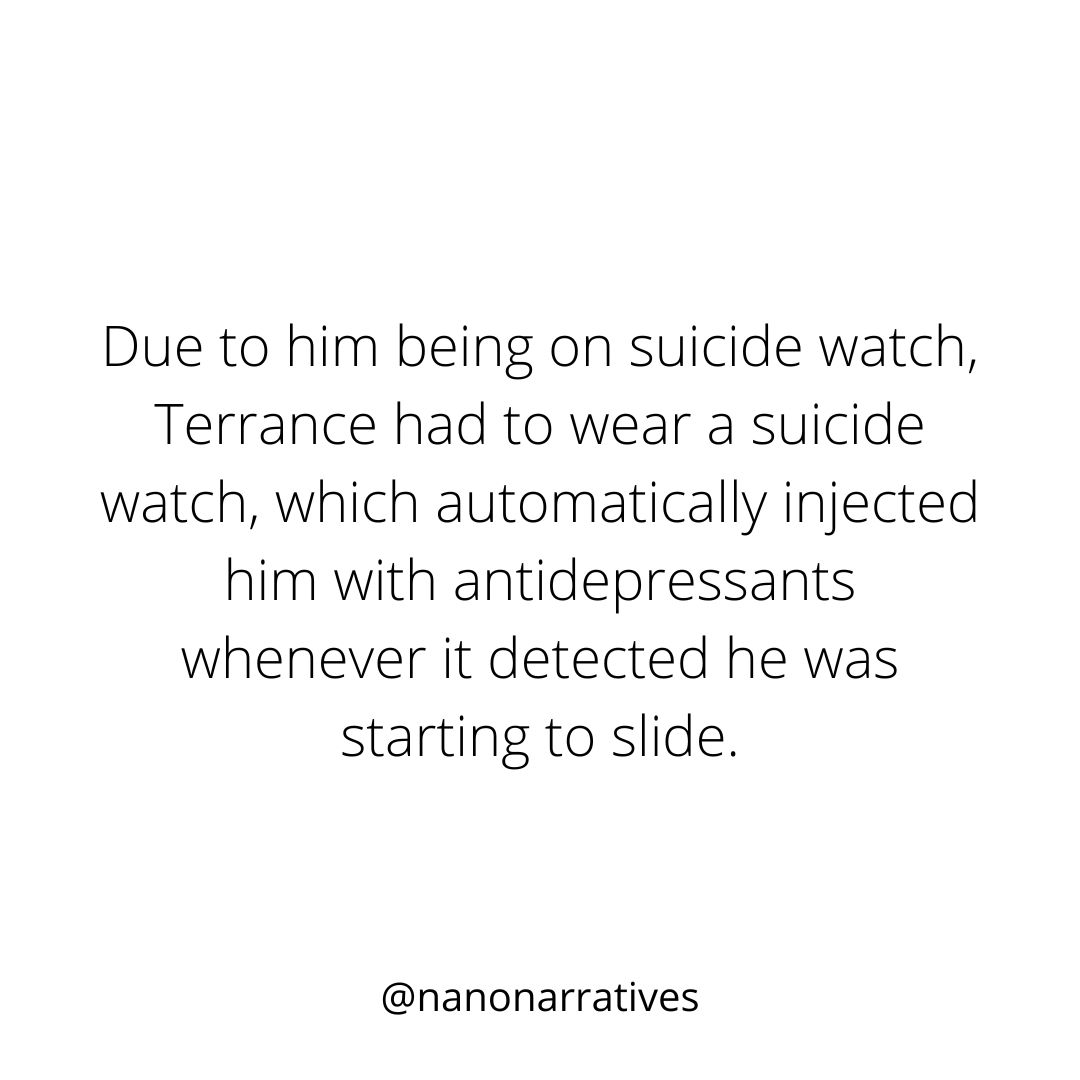 Due to him being on suicide watch,
Terrance had to wear a suicide
watch, which automatically injected
him with antidepressants
whenever it detected he was
starting to slide.
@nanonarratives